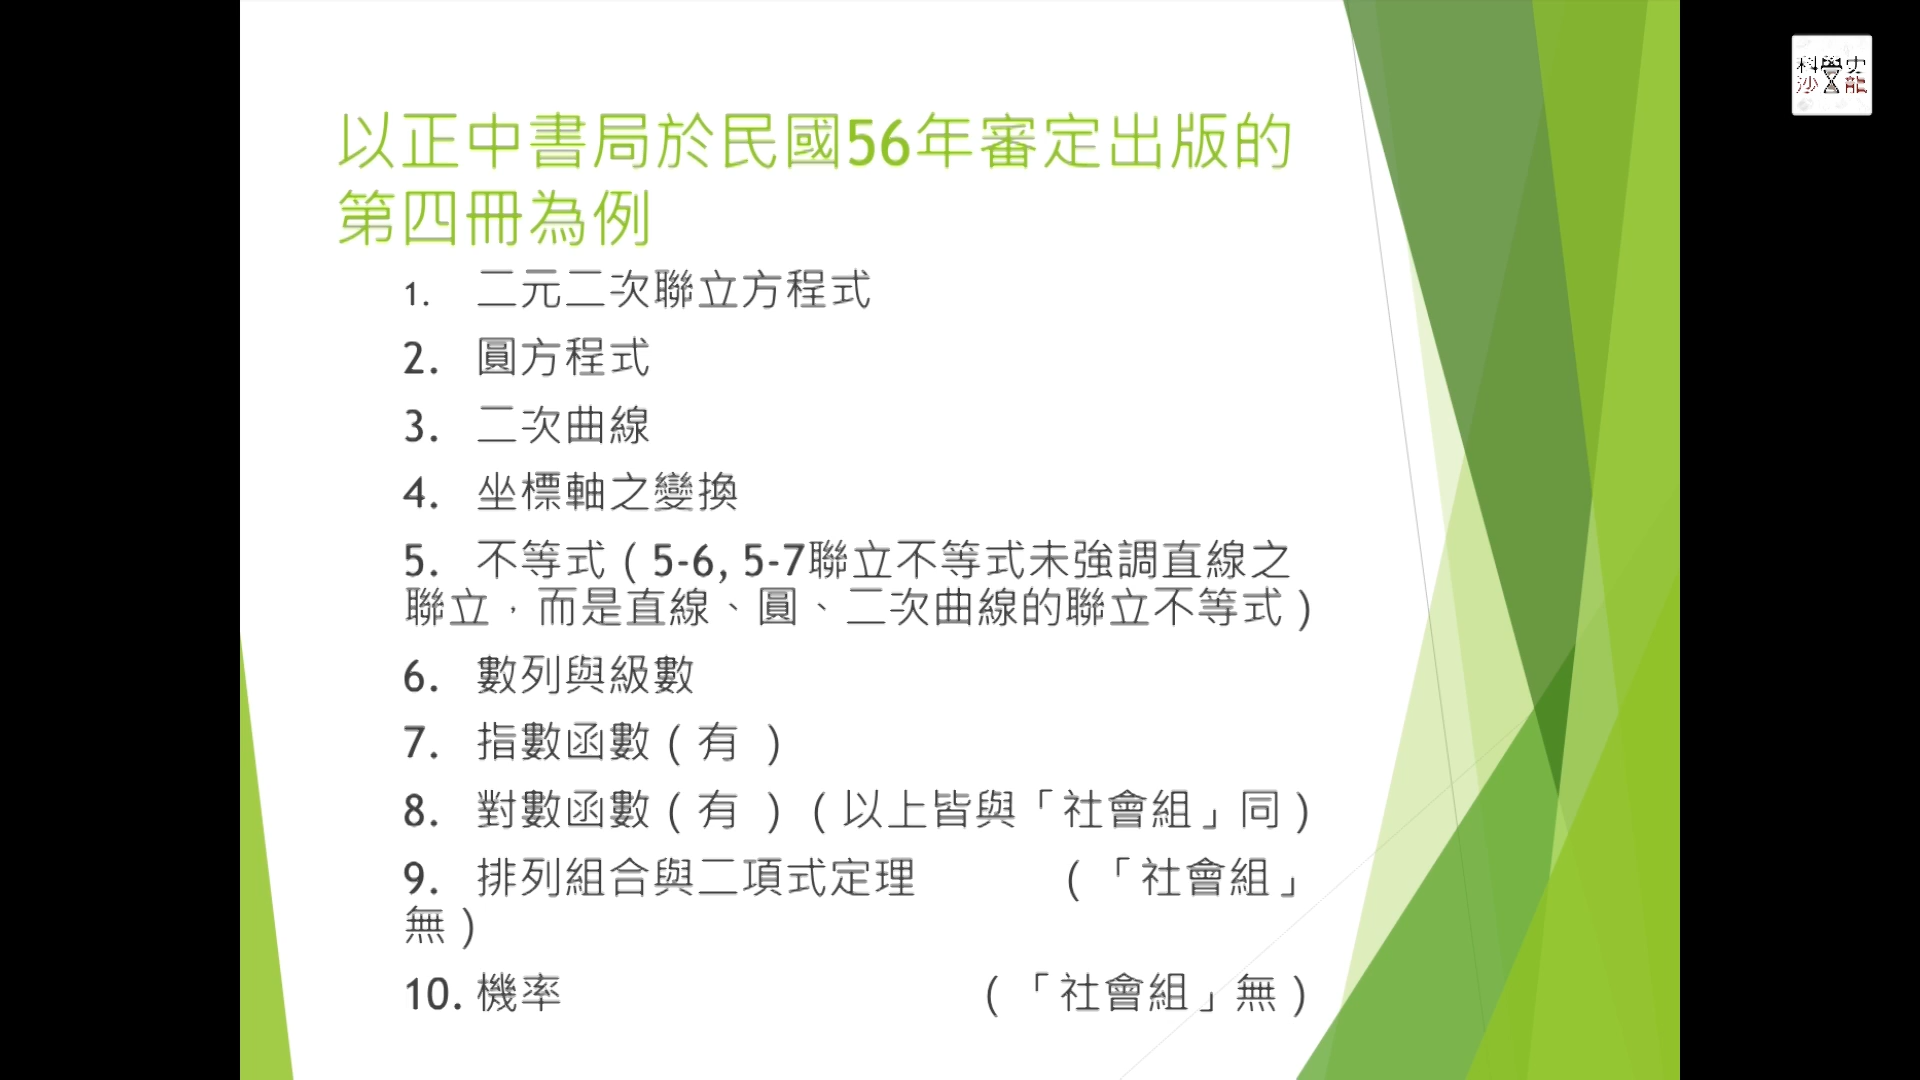 科學史
沙龍
以正中書局於民國56年審定出版的
第四冊為例
1. 二元二次聯立方程式
2. 圓方程式
3. 二次曲線
4. 坐標軸之變換
5. 不等式（5-6, 5-7聯立不等式未強調直線之
聯立，而是直線、圓、二次曲線的聯立不等式）
6. 數列與級數
7. 指數函數（有 ）
8. 對數函數（有 ）（以上皆與「社會組」同）
9. 排列組合與二項式定理 （「社會組」
無）
10. 機率 （「社會組」無）